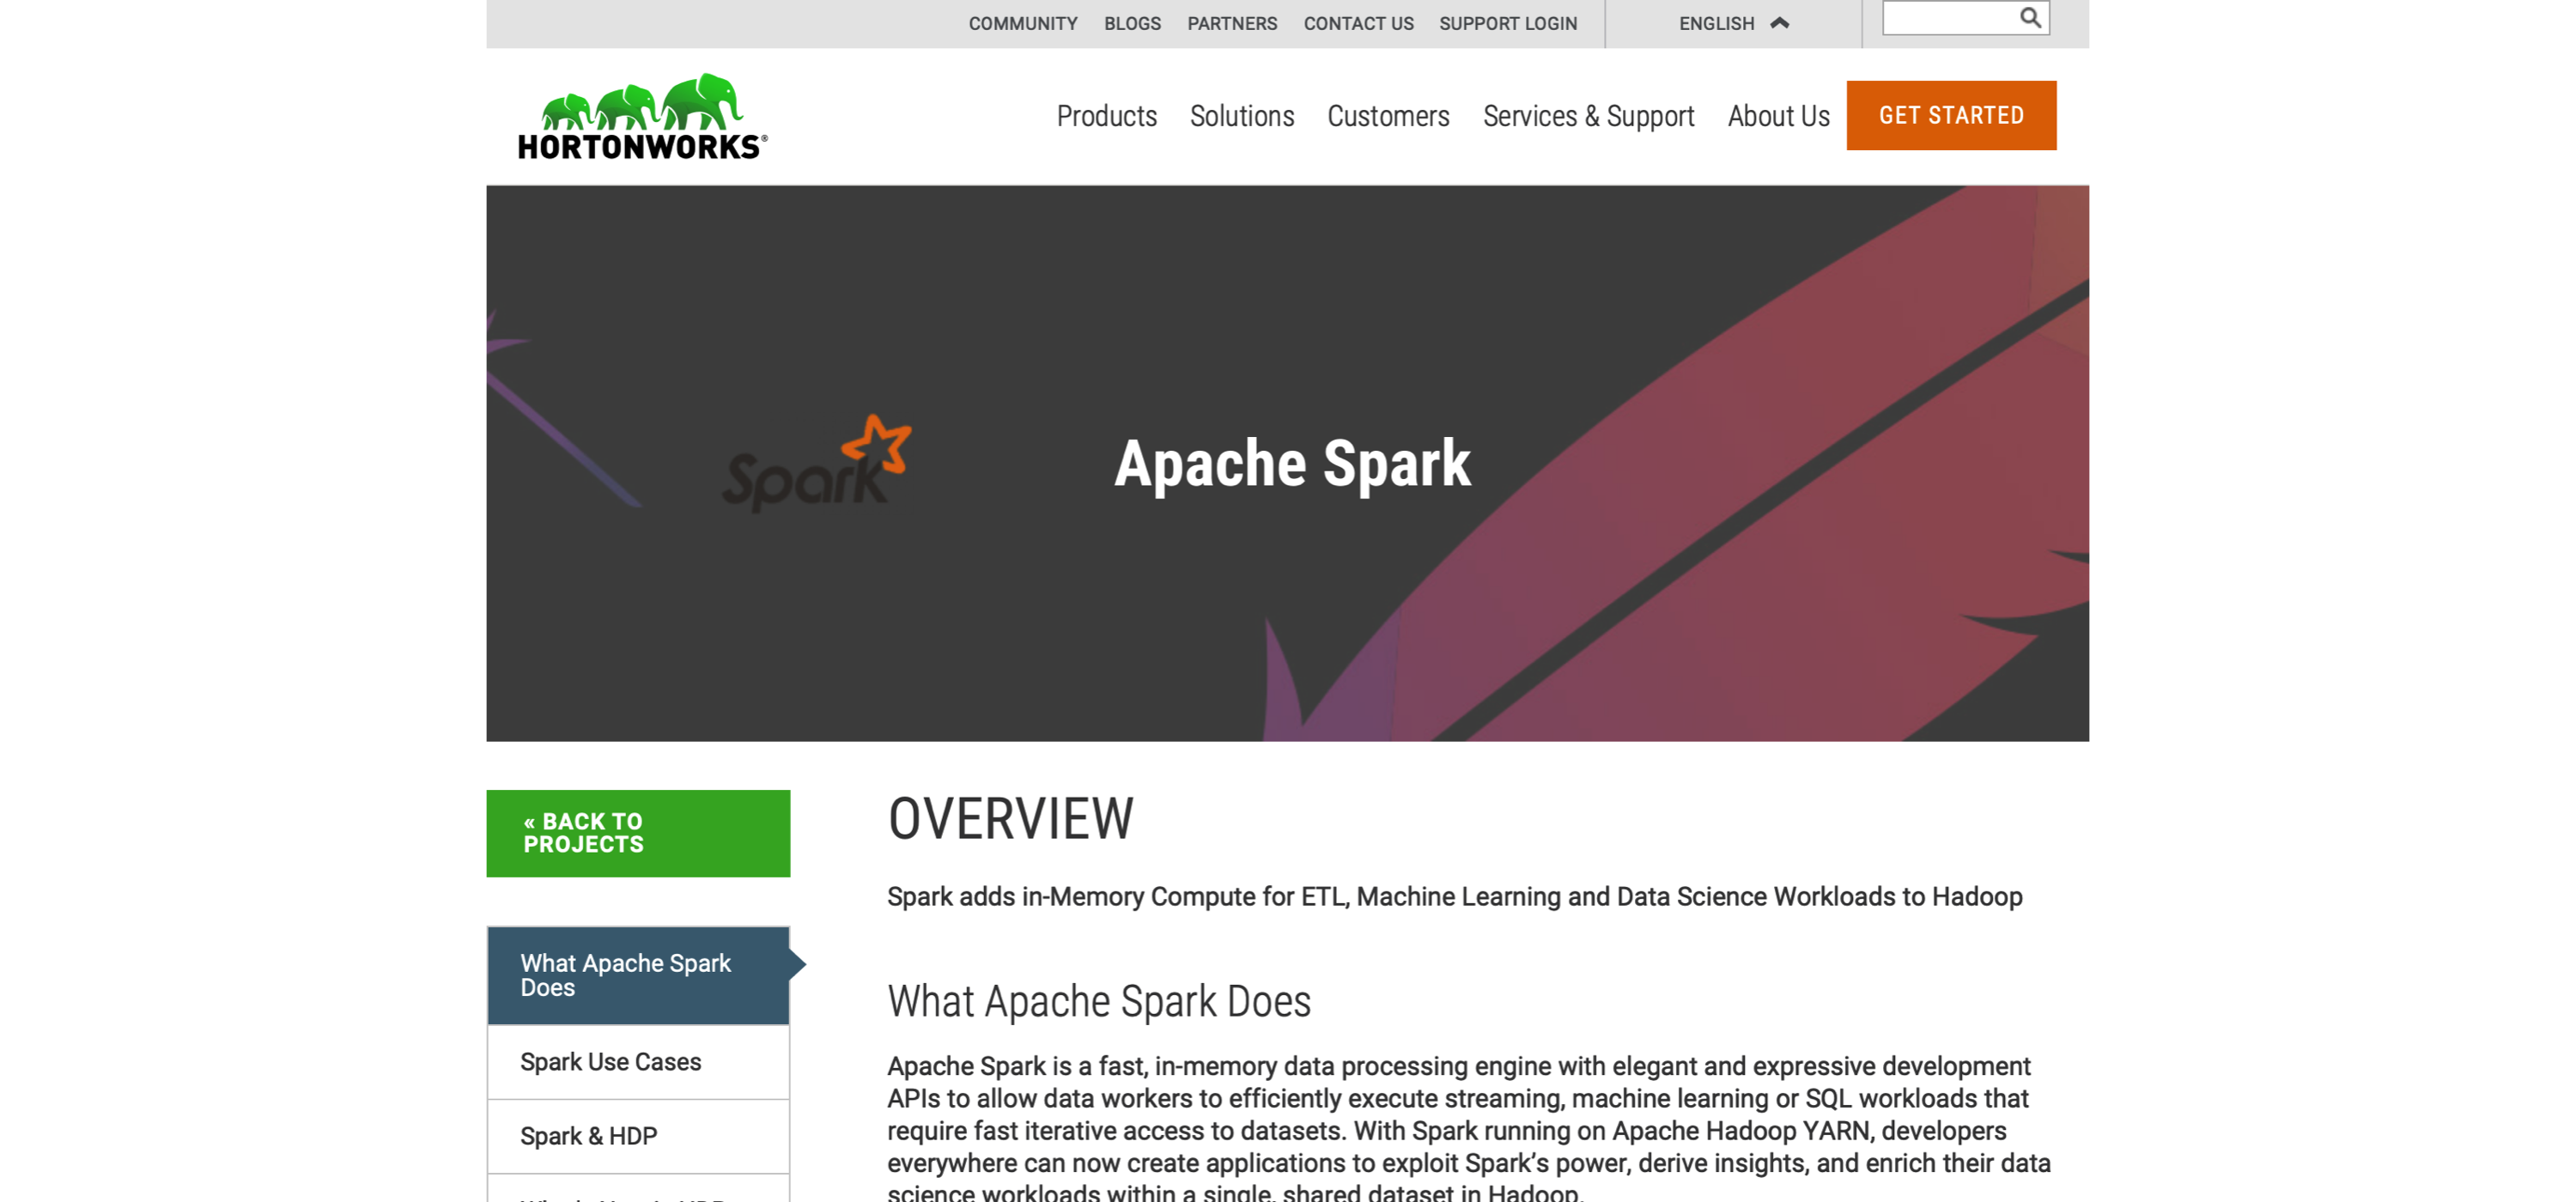 COMMUNITY BLOGS PARTNERS CONTACT US SUPPORT LOGIN ENGLISH
HORTONWORKS®
Products Solutions Customers Services & Support About Us GET STARTED
Spark
Apache Spark
« BACK TO
PROJECTS
What Apache Spark
Does
Spark Use Cases
Spark & HDP
OVERVIEW
Spark adds in-Memory Compute for ETL, Machine Learning and Data Science Workloads to Hadoop
What Apache Spark Does
Apache Spark is a fast, in-memory data processing engine with elegant and expressive development
APIs to allow data workers to efficiently execute streaming, machine learning or SQL workloads that
require fast iterative access to datasets. With Spark running on Apache Hadoop YARN, developers
everywhere can now create applications to exploit Spark’s power, derive insights, and enrich their data
science workloads within a single, shared dataset in Hadoop.